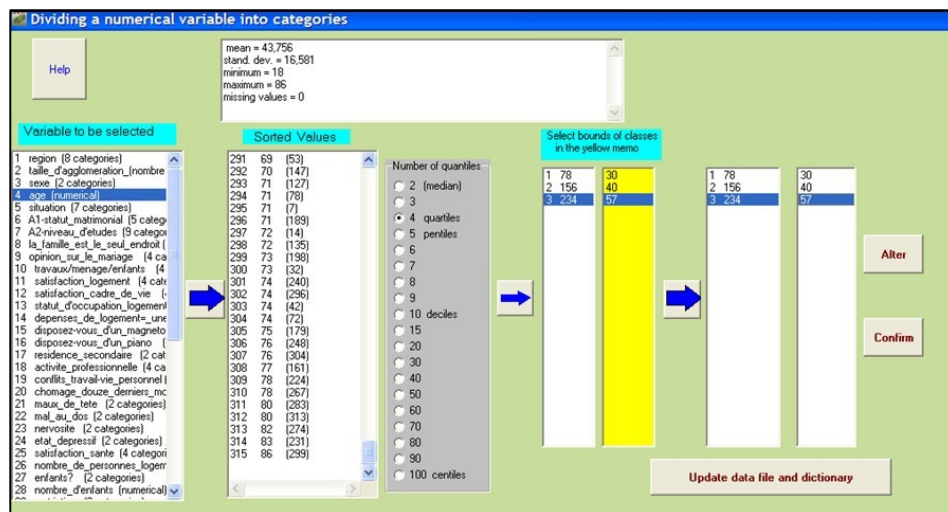 Dividing a numerical variable into categories
Help
mean = 43,756
stand. dev. = 16,581
minimum = 18
maximum = 86
missing values = 0
Variable to be selected
1 region (8 categories)
2 taille_d'agglomeration_(nombre
3 sexe (2 categories)
4 age (numerical)
5 situation (7 categories)
6 A1-statut_matrimonial (5 categ
7 A2-niveau_d'etudes (9 categor
8 la_famille_est_le_seul_endroit (
9 opinion_sur_le_mariage (4 ca
10 travaux/menage/enfants (4
11 satisfaction_logement (4 cate
12 satisfaction_cadre_de_vie (
13 statut_d'occupation_logement
14 depenses_de_logement=_une
15 disposez-vous_d'un_magneto
16 disposez-vous_d'un_piano (
17 residence_secondaire (2 cat
18 activite_professionnelle (4 ca
19 conflits_travail-vie_personnel (
20 chomage_douze_derniers_mo
21 maux_de_tete (2 categories)
22 mal_au_dos (2 categories)
23 nervosite (2 categories)
24 etat_depressif (2 categories)
25 satisfaction_sante (4 categori
26 nombre_de_personnes_logem
27 enfants? (2 categories)
28 nombre_d'enfants (numerical)
Sorted Values
291 69 (53)
292 70 (147)
293 71 (127)
294 71 (78)
295 71 (7)
296 71 (189)
297 72 (14)
298 72 (135)
299 73 (198)
300 73 (32)
301 74 (240)
302 74 (296)
303 74 (42)
304 74 (72)
305 75 (179)
306 76 (248)
307 76 (304)
308 77 (161)
309 78 (224)
310 78 (267)
311 80 (283)
312 80 (313)
313 82 (274)
314 83 (231)
315 86 (299)
Number of quantiles
2 (median)
3
4 quartiles
5 pentiles
6
7
8
9
10 deciles
15
20
30
40
50
60
70
80
90
100 centiles
Select bounds of classes
in the yellow memo
1 78 30
2 156 40
3 234 57
1 78 30
2 156 40
3 234 57
Alter
Confirm
Update data file and dictionary